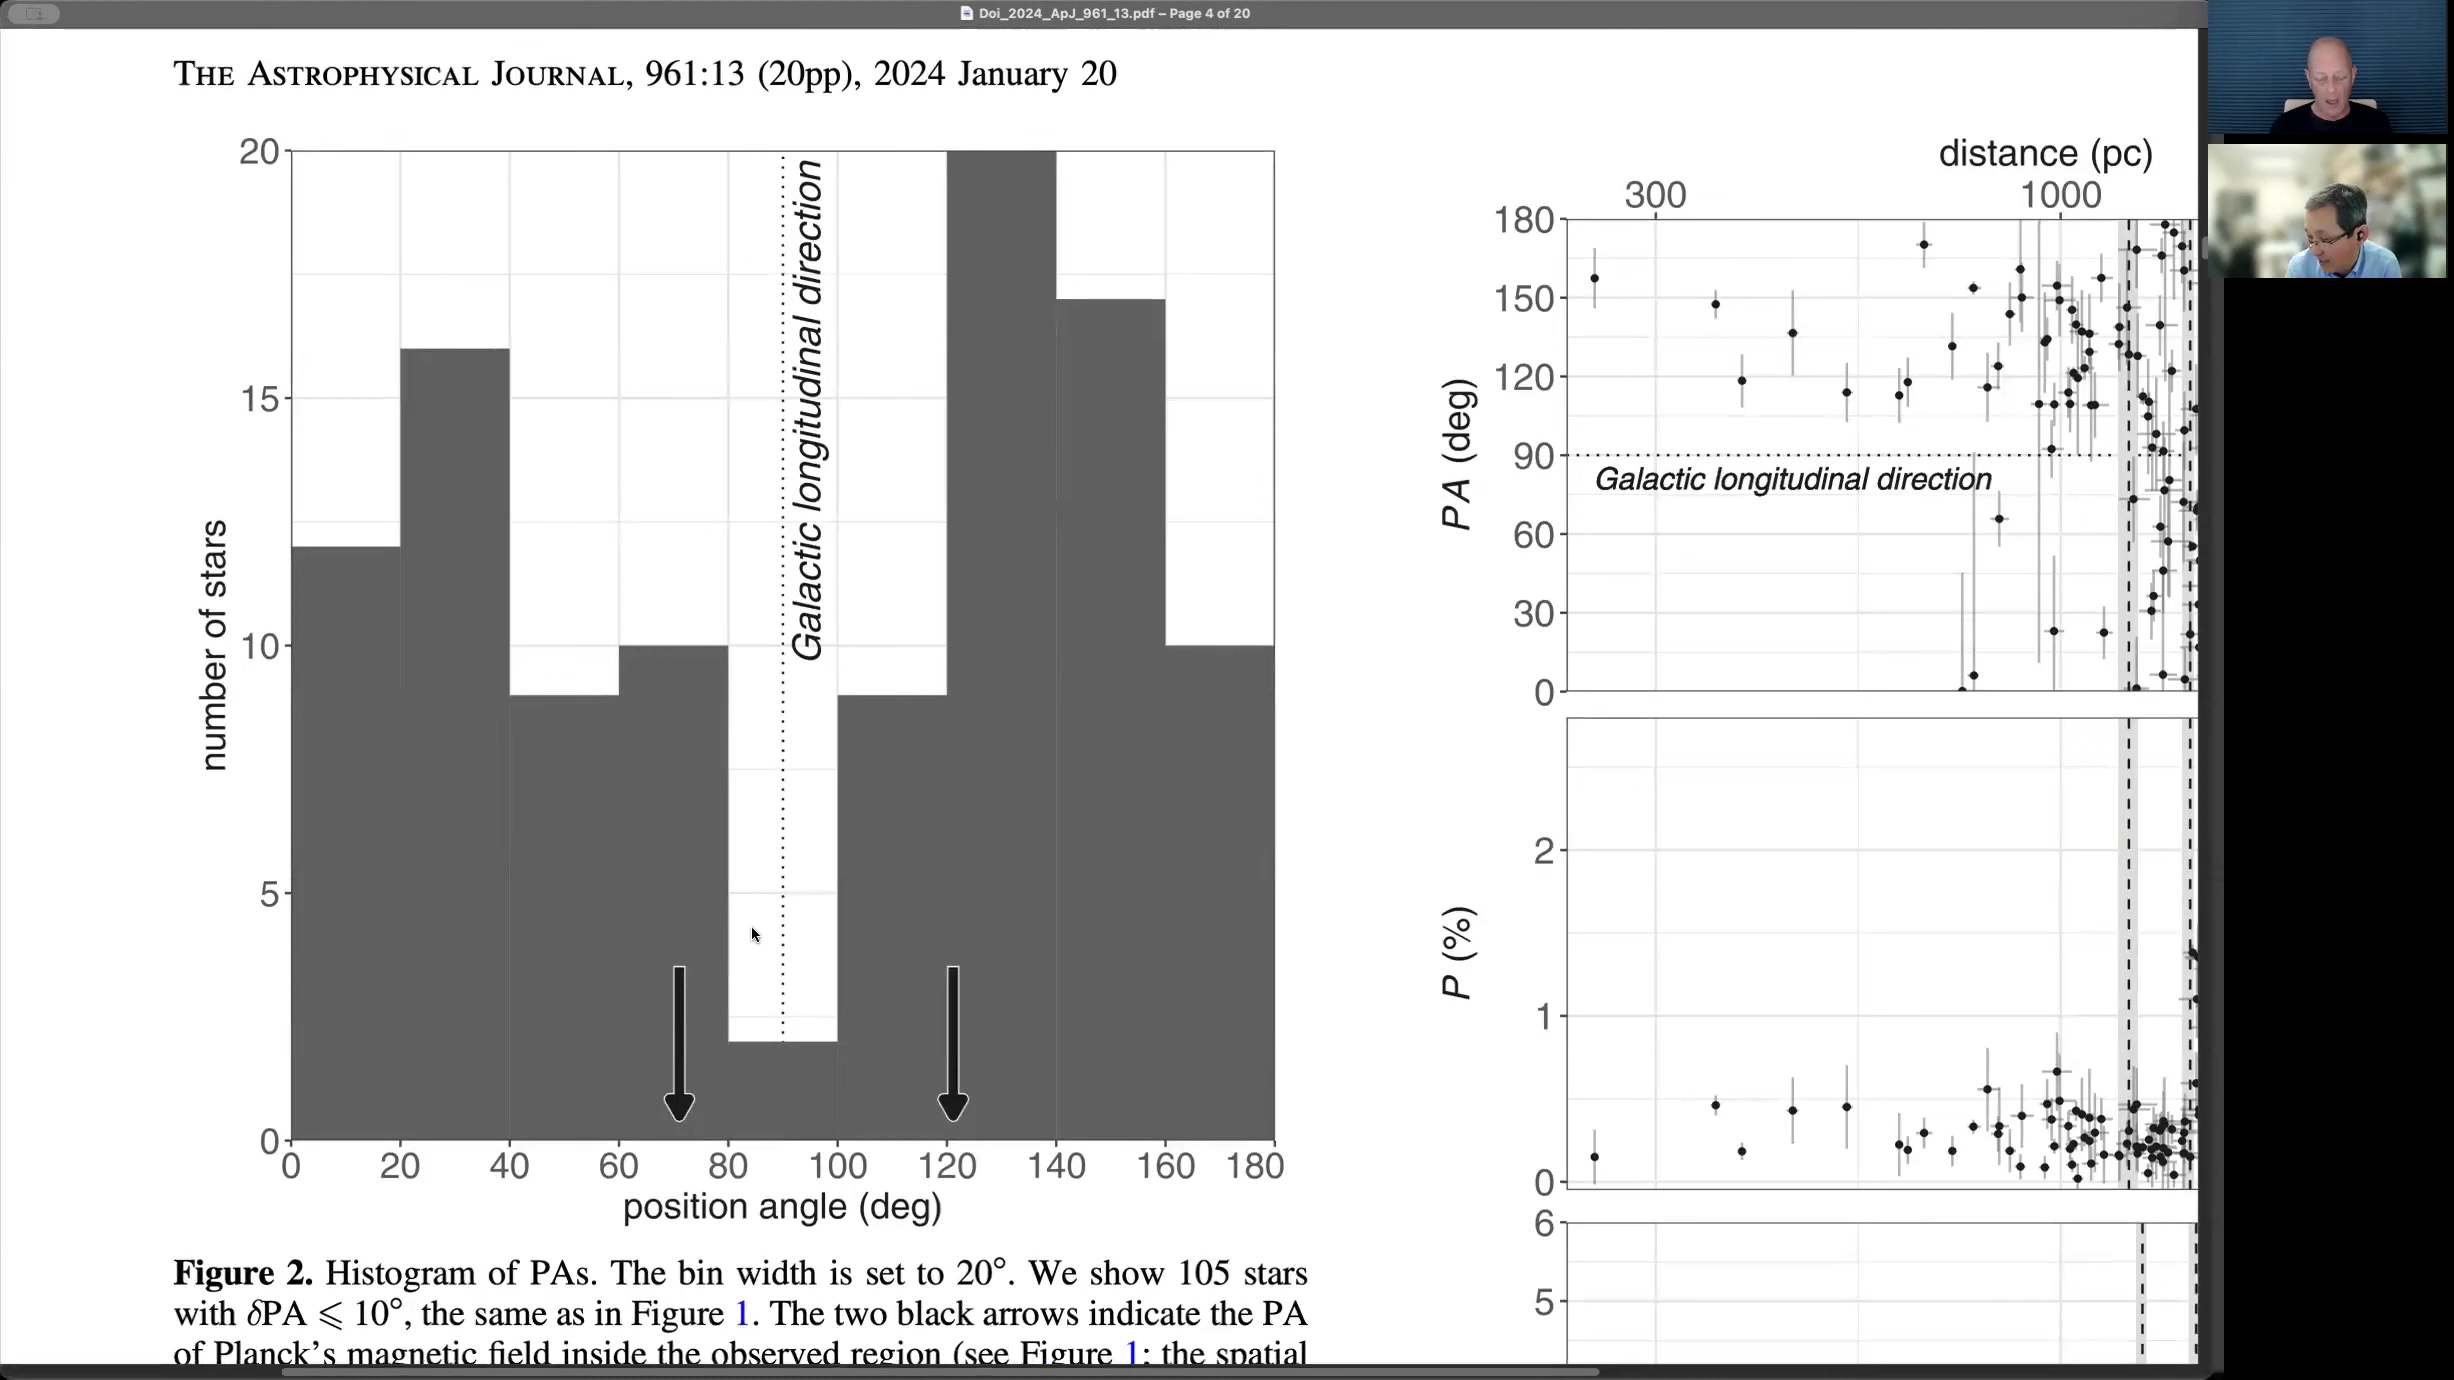 Doi_2024_ApJ_961_13.pdf – Page 4 of 20
THE ASTROPHYSICAL JOURNAL, 961:13 (20pp), 2024 January 20
20
15
10
5
0
number of stars
Galactic longitudinal direction
0 20 40 60 80 100 120 140 160 180
position angle (deg)
Figure 2. Histogram of PAs. The bin width is set to 20°. We show 105 stars
with δPA ⩽ 10°, the same as in Figure 1. The two black arrows indicate the PA
of Planck's magnetic field inside the observed region (see Figure 1; the spatial
distance (pc)
300 1000
180
150
120
90
60
30
0
PA (deg)
Galactic longitudinal direction
2
1
0
P (%)
6
5